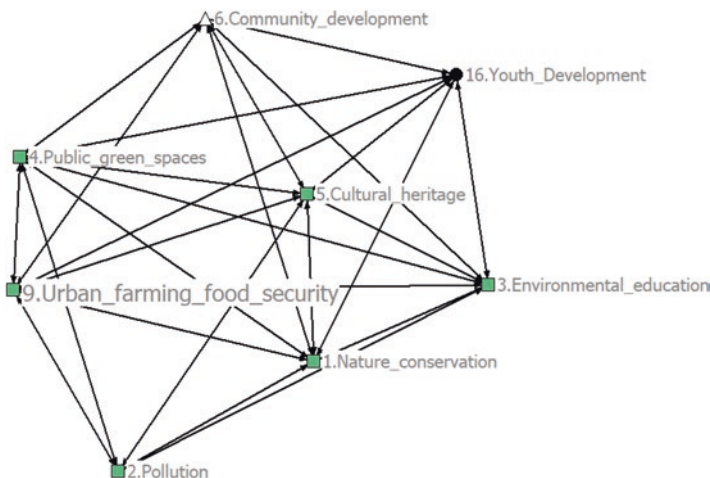 6.Community_development
16.Youth_Development
4.Public_green_spaces
5.Cultural_heritage
9.Urban_farming_food_security
3.Environmental_education
1.Nature_conservation
2.Pollution